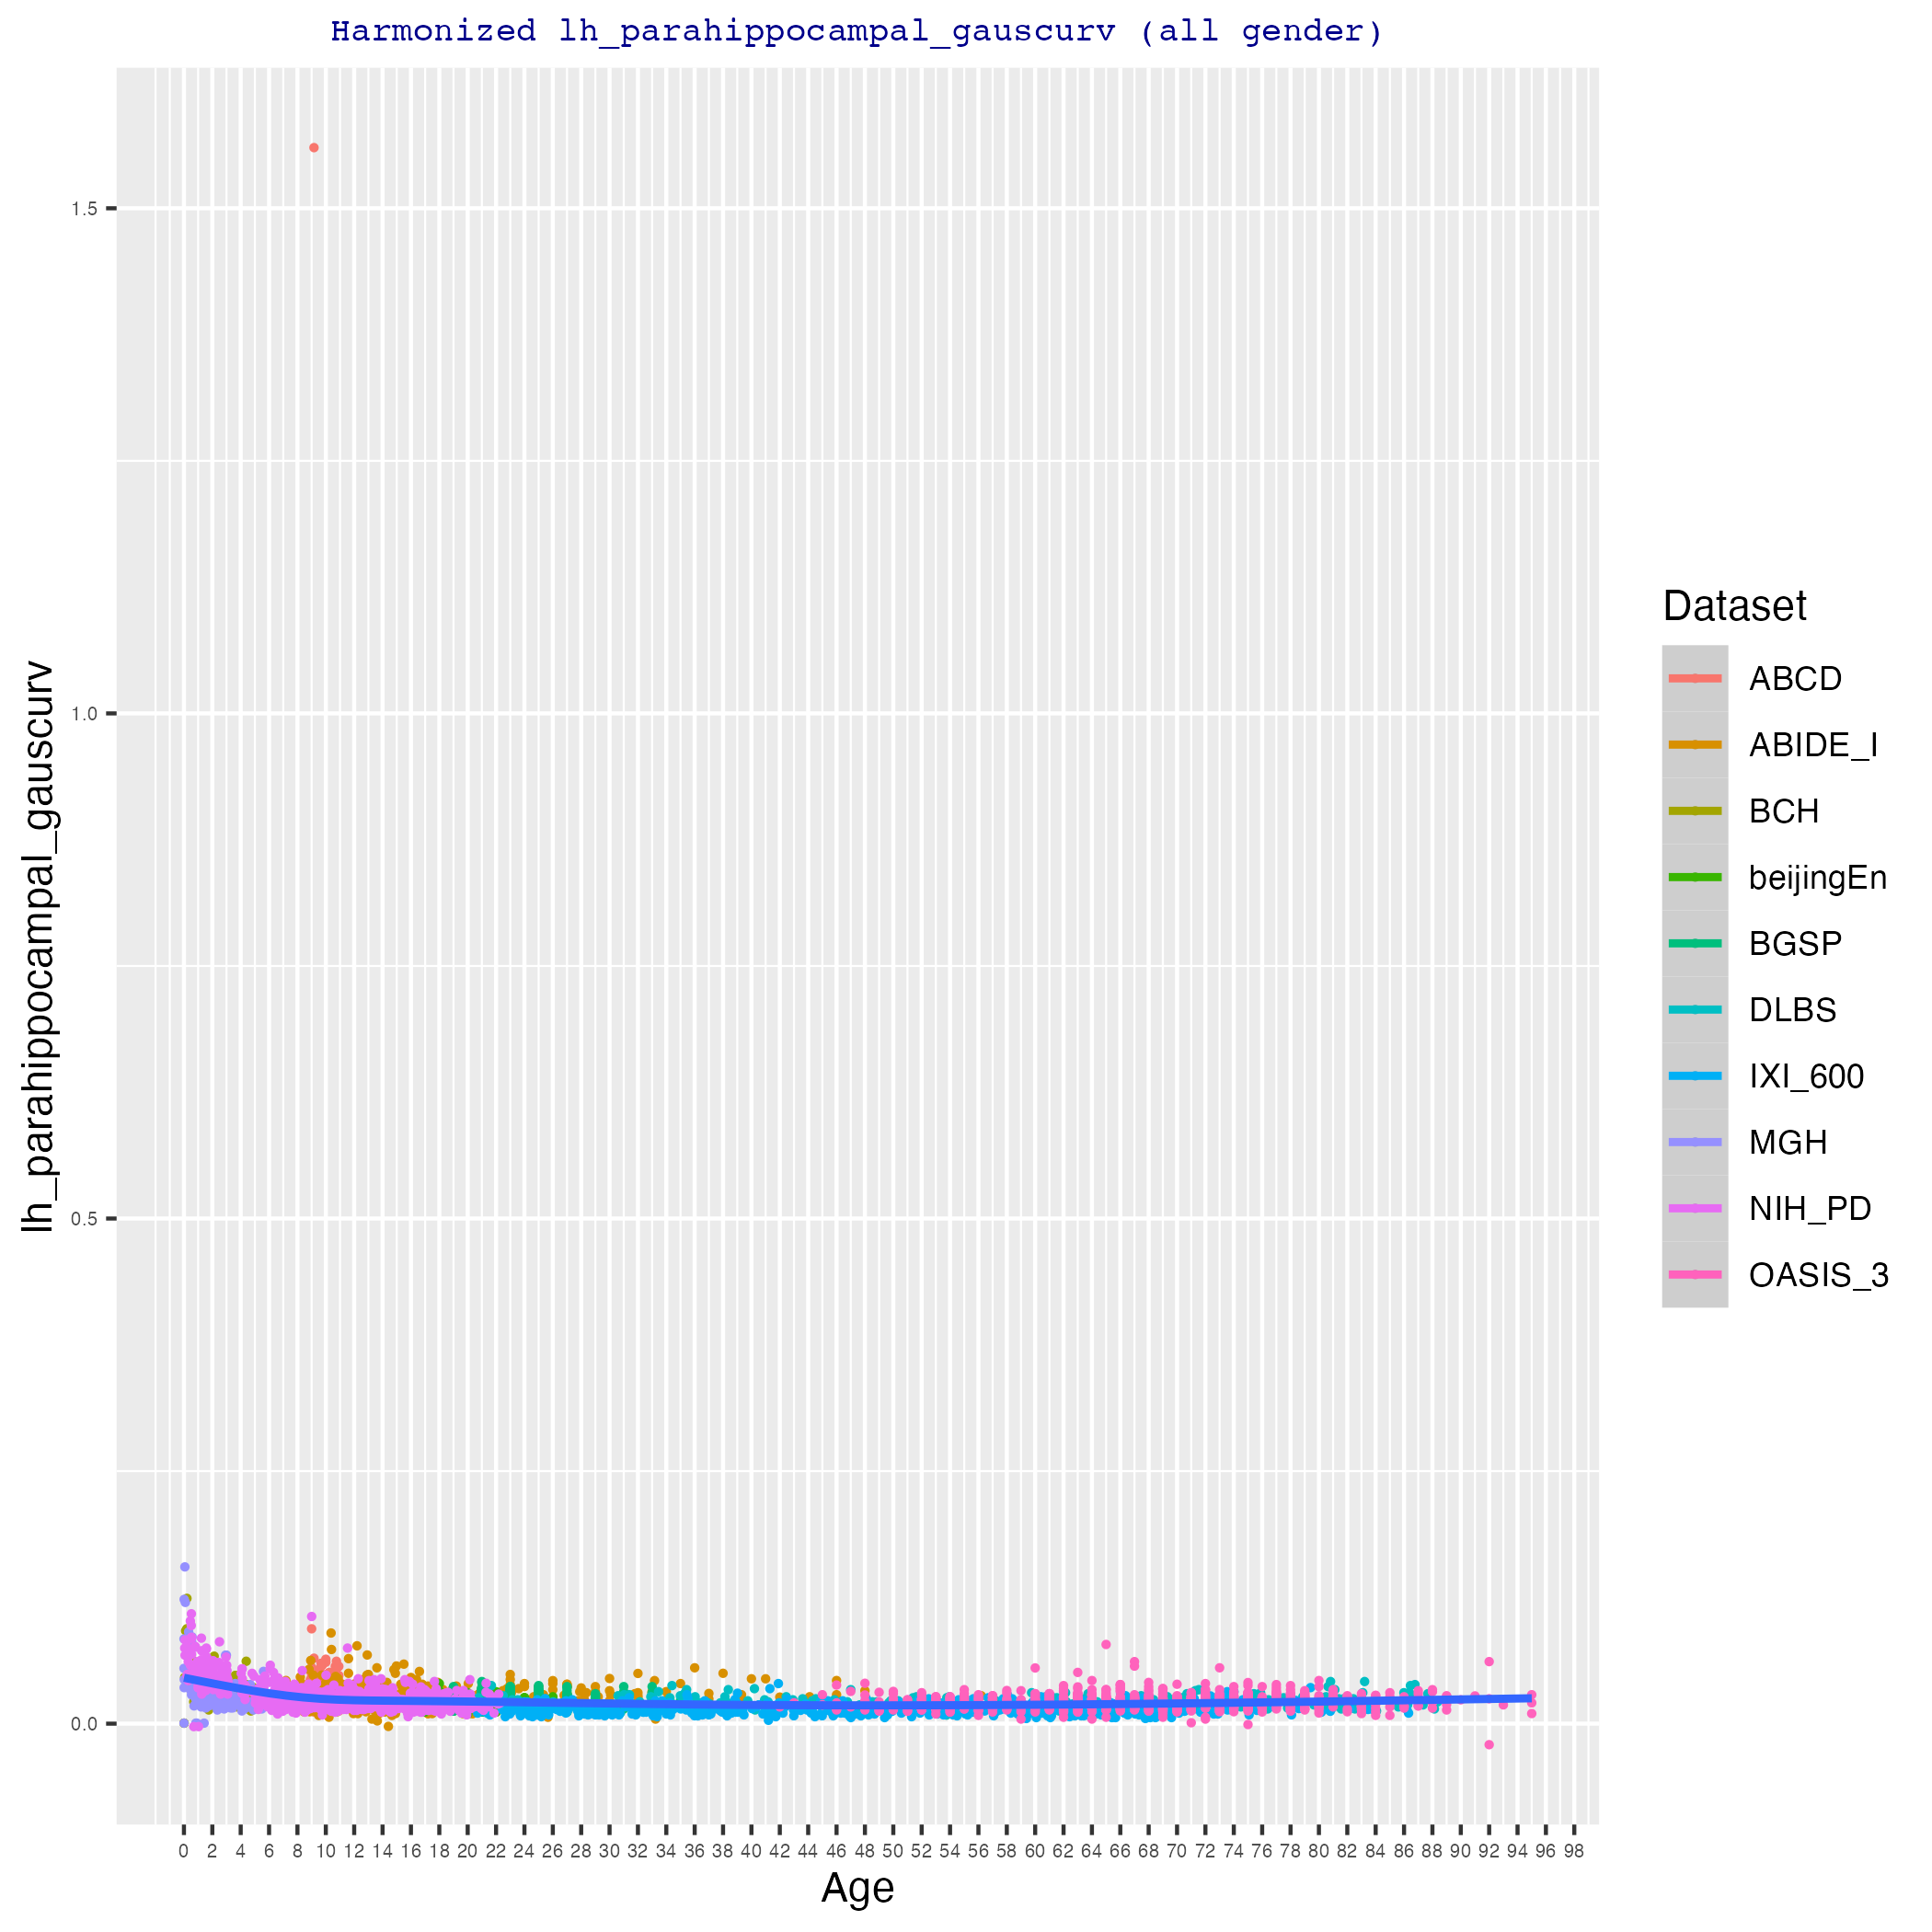 Harmonized lh_parahippocampal_gauscurv (all gender)
lh_parahippocampal_gauscurv
1.5
1.0
0.5
0.0
0 2 4 6 8 10 12 14 16 18 20 22 24 26 28 30 32 34 36 38 40 42 44 46 48 50 52 54 56 58 60 62 64 66 68 70 72 74 76 78 80 82 84 86 88 90 92 94 96 98
Age
Dataset
ABCD
ABIDE_I
BCH
beijingEn
BGSP
DLBS
IXI_600
MGH
NIH_PD
OASIS_3